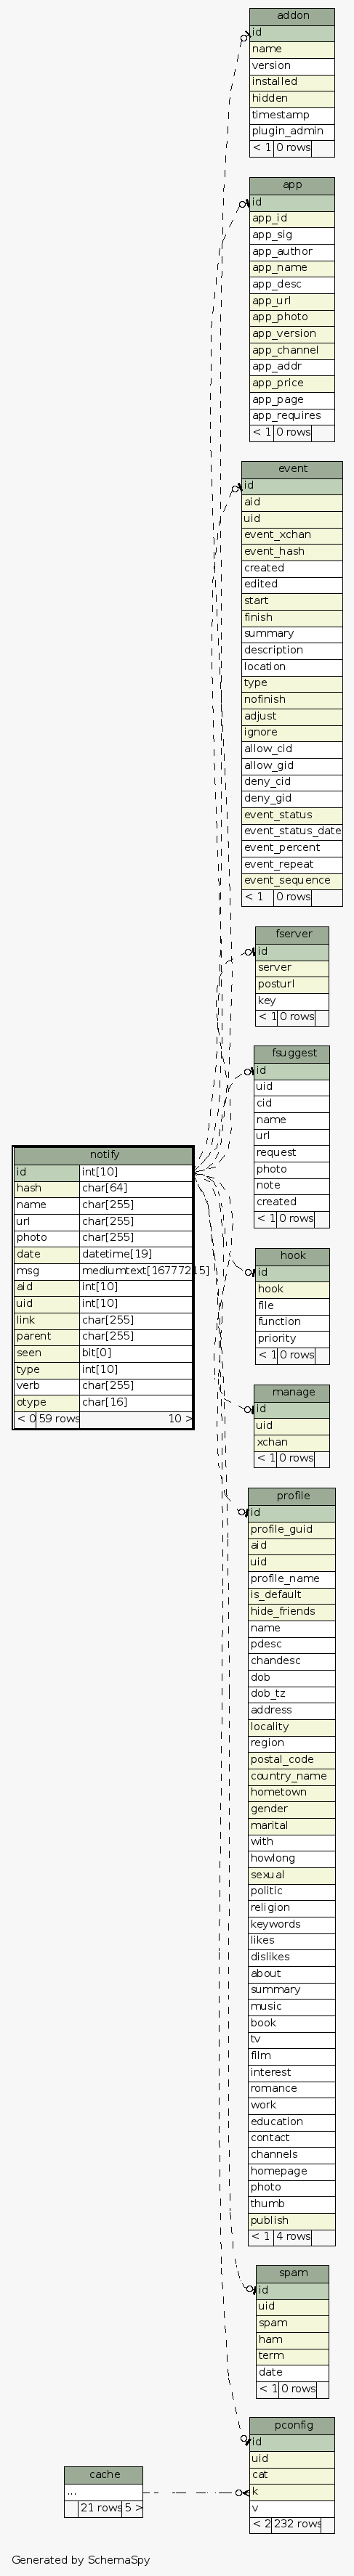 addon
id
name
version
installed
hidden
timestamp
plugin_admin
< 1 0 rows
app
id
app_id
app_sig
app_author
app_name
app_desc
app_url
app_photo
app_version
app_channel
app_addr
app_price
app_page
app_requires
< 1 0 rows
event
id
aid
uid
event_xchan
event_hash
created
edited
start
finish
summary
description
location
type
nofinish
adjust
ignore
allow_cid
allow_gid
deny_cid
deny_gid
event_status
event_status_date
event_percent
event_repeat
event_sequence
< 1 0 rows
fserver
id
server
posturl
key
< 1 0 rows
fsuggest
id
uid
cid
name
url
request
photo
note
created
< 1 0 rows
notify
id int[10]
hash char[64]
name char[255]
url char[255]
photo char[255]
date datetime[19]
msg mediumtext[16777215]
aid int[10]
uid int[10]
link char[255]
parent char[255]
seen bit[0]
type int[10]
verb char[255]
otype char[16]
< 0 59 rows 10 >
hook
id
hook
file
function
priority
< 1 0 rows
manage
id
uid
xchan
< 1 0 rows
profile
id
profile_guid
aid
uid
profile_name
is_default
hide_friends
name
pdesc
chandesc
dob
dob_tz
address
locality
region
postal_code
country_name
hometown
gender
marital
with
howlong
sexual
politic
religion
keywords
likes
dislikes
about
summary
music
book
tv
film
interest
romance
work
education
contact
channels
homepage
photo
thumb
publish
< 1 4 rows
spam
id
uid
spam
ham
term
date
< 1 0 rows
pconfig
id
uid
cat
k
v
< 2 232 rows
cache
...
21 rows 5 >
Generated by SchemaSpy